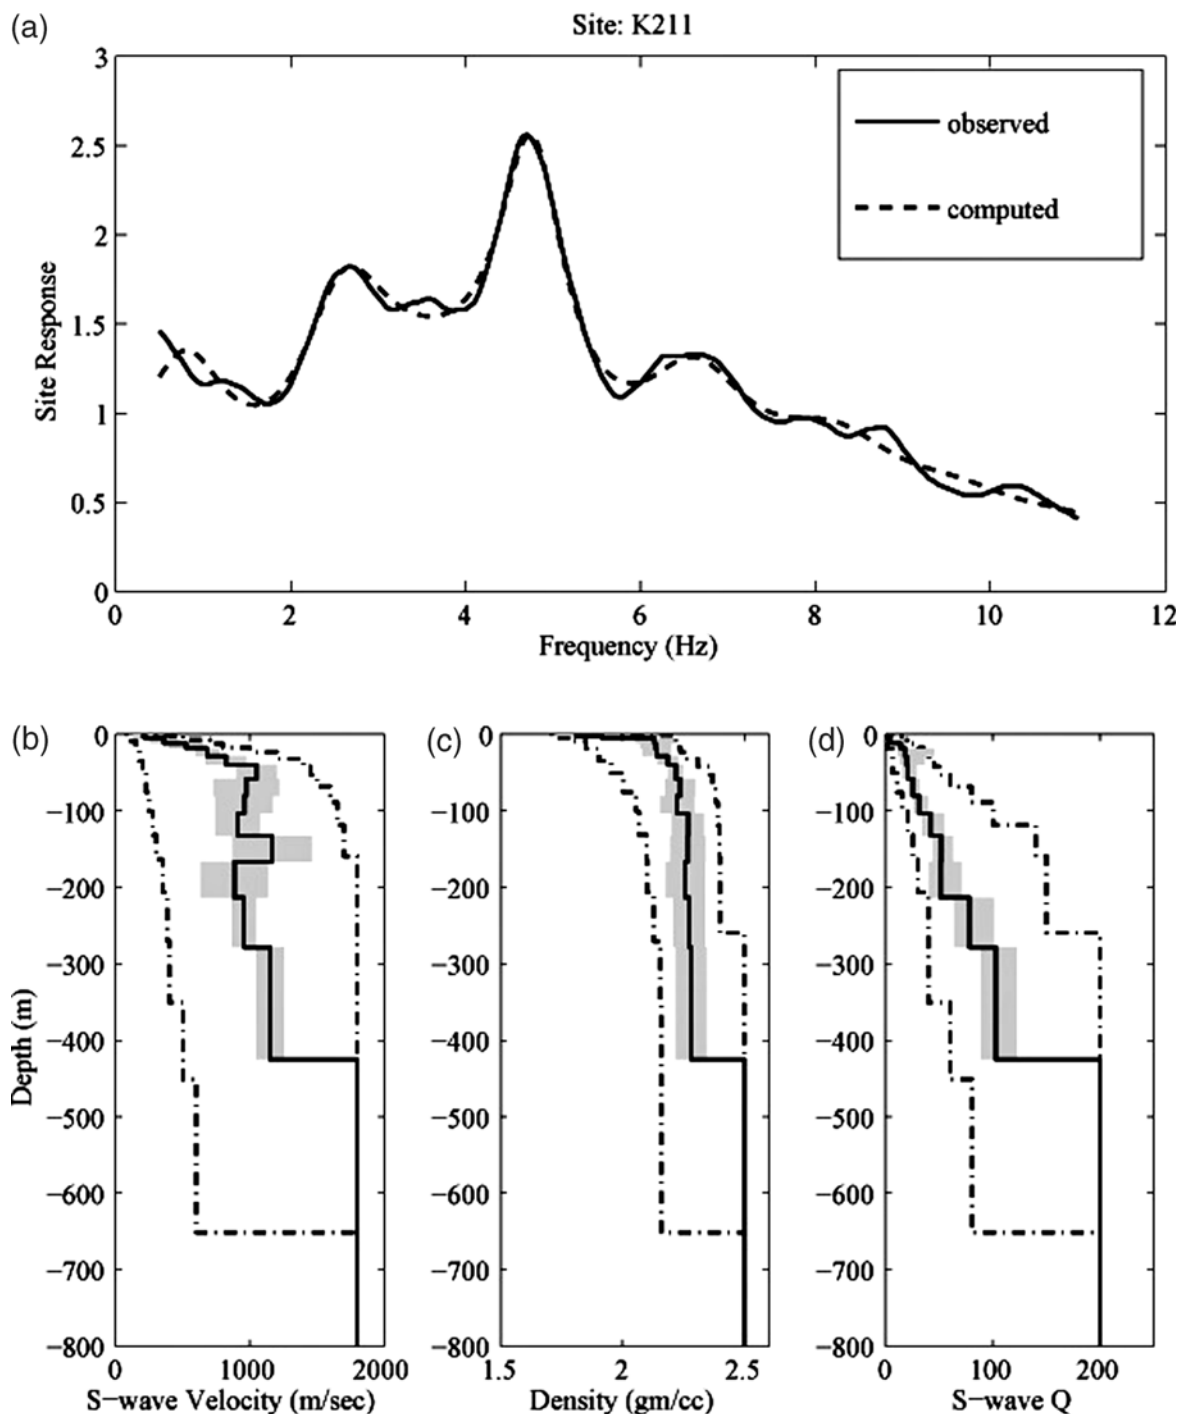 (a)
Site: K211
3
2.5
2
1.5
1
0.5
0
Site Response
observed
computed
0 2 4 6 8 10 12
Frequency (Hz)
(b)
0
−100
−200
−300
−400
−500
−600
−700
−800
Depth (m)
0 1000 2000
S−wave Velocity (m/sec)
(c)
0
−100
−200
−300
−400
−500
−600
−700
−800
1.5 2 2.5
Density (gm/cc)
(d)
0
−100
−200
−300
−400
−500
−600
−700
−800
0 100 200
S−wave Q